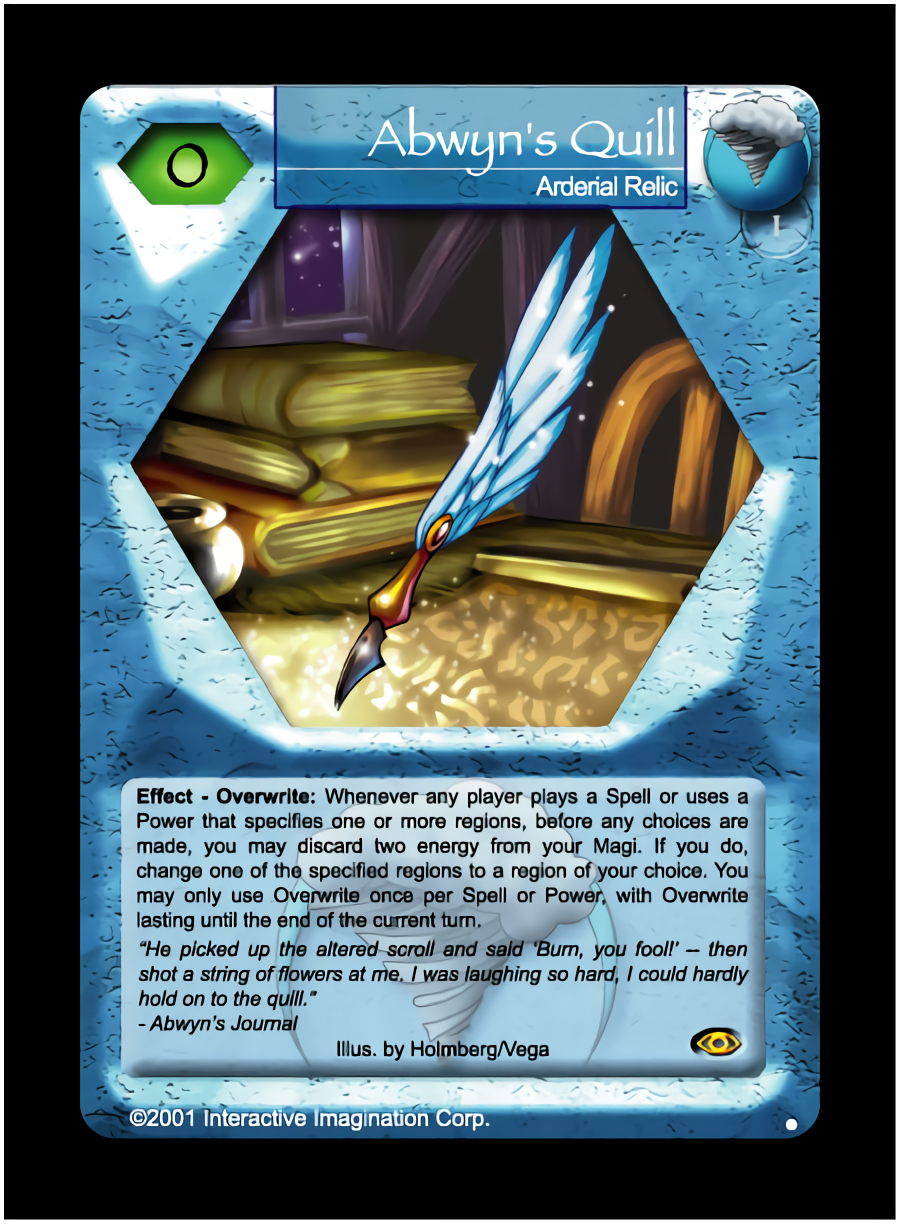 0
Abwyn's Quill
Arderial Relic
I
Effect - Overwrite: Whenever any player plays a Spell or uses a
Power that specifies one or more regions, before any choices are
made, you may discard two energy from your Magi. If you do,
change one of the specified regions to a region of your choice. You
may only use Overwrite once per Spell or Power, with Overwrite
lasting until the end of the current turn.
“He picked up the altered scroll and said ‘Burn, you fool!’ – then
shot a string of flowers at me. I was laughing so hard, I could hardly
hold on to the quill.”
- Abwyn’s Journal
Illus. by Holmberg/Vega
©2001 Interactive Imagination Corp.